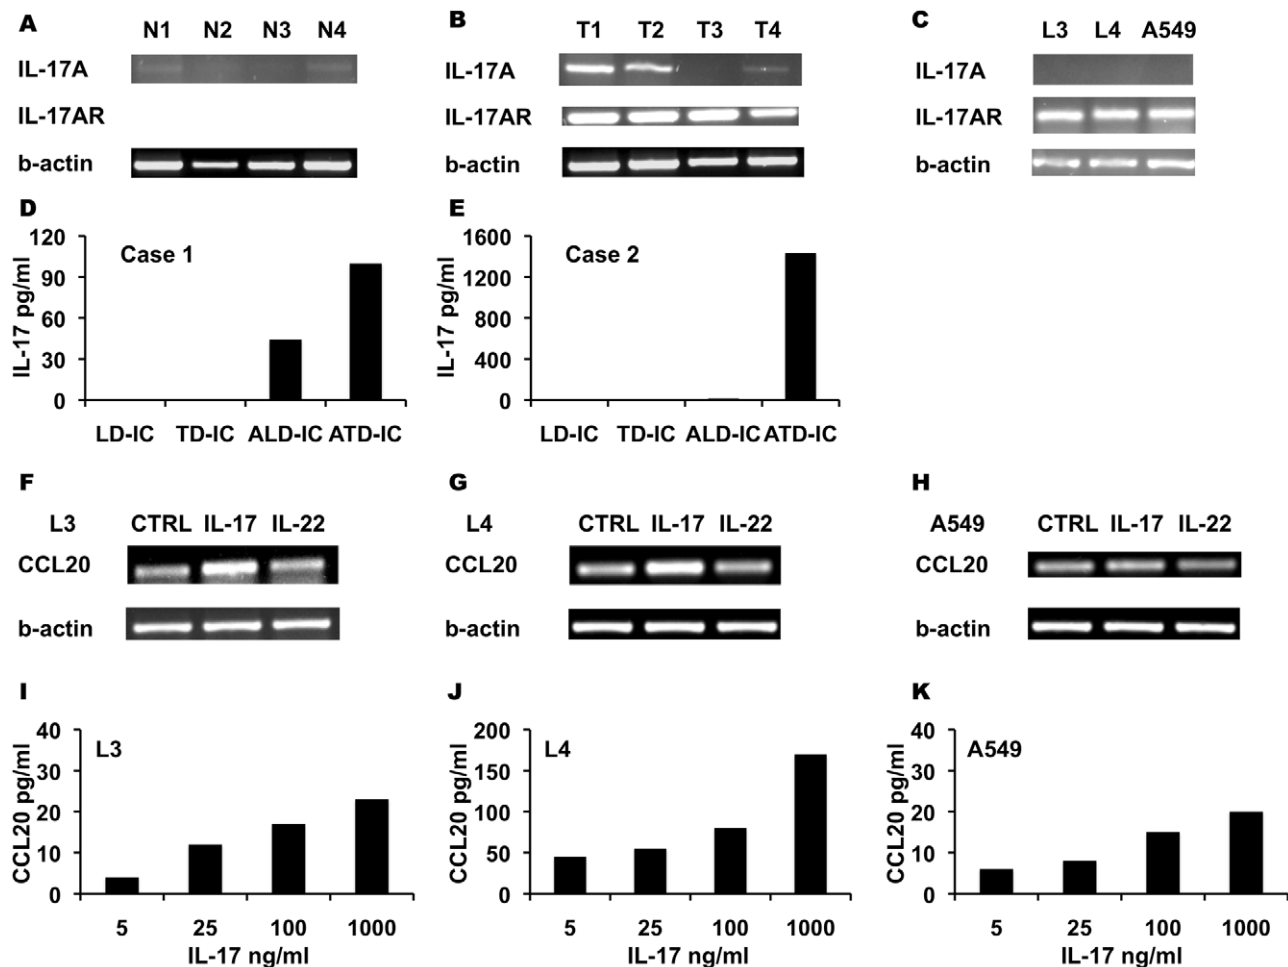 A N1 N2 N3 N4
IL-17A
IL-17AR
b-actin
B T1 T2 T3 T4
IL-17A
IL-17AR
b-actin
C L3 L4 A549
IL-17A
IL-17AR
b-actin
D
Case 1
IL-17 pg/ml
120
90
60
30
0
LD-IC TD-IC ALD-IC ATD-IC
E
Case 2
IL-17 pg/ml
1600
1200
800
400
0
LD-IC TD-IC ALD-IC ATD-IC
F
L3 CTRL IL-17 IL-22
CCL20
b-actin
G
L4 CTRL IL-17 IL-22
CCL20
b-actin
H
A549 CTRL IL-17 IL-22
CCL20
b-actin
I
L3
CCL20 pg/ml
40
30
20
10
0
5 25 100 1000
IL-17 ng/ml
J
L4
CCL20 pg/ml
200
150
100
50
0
5 25 100 1000
IL-17 ng/ml
K
A549
CCL20 pg/ml
40
30
20
10
0
5 25 100 1000
IL-17 ng/ml